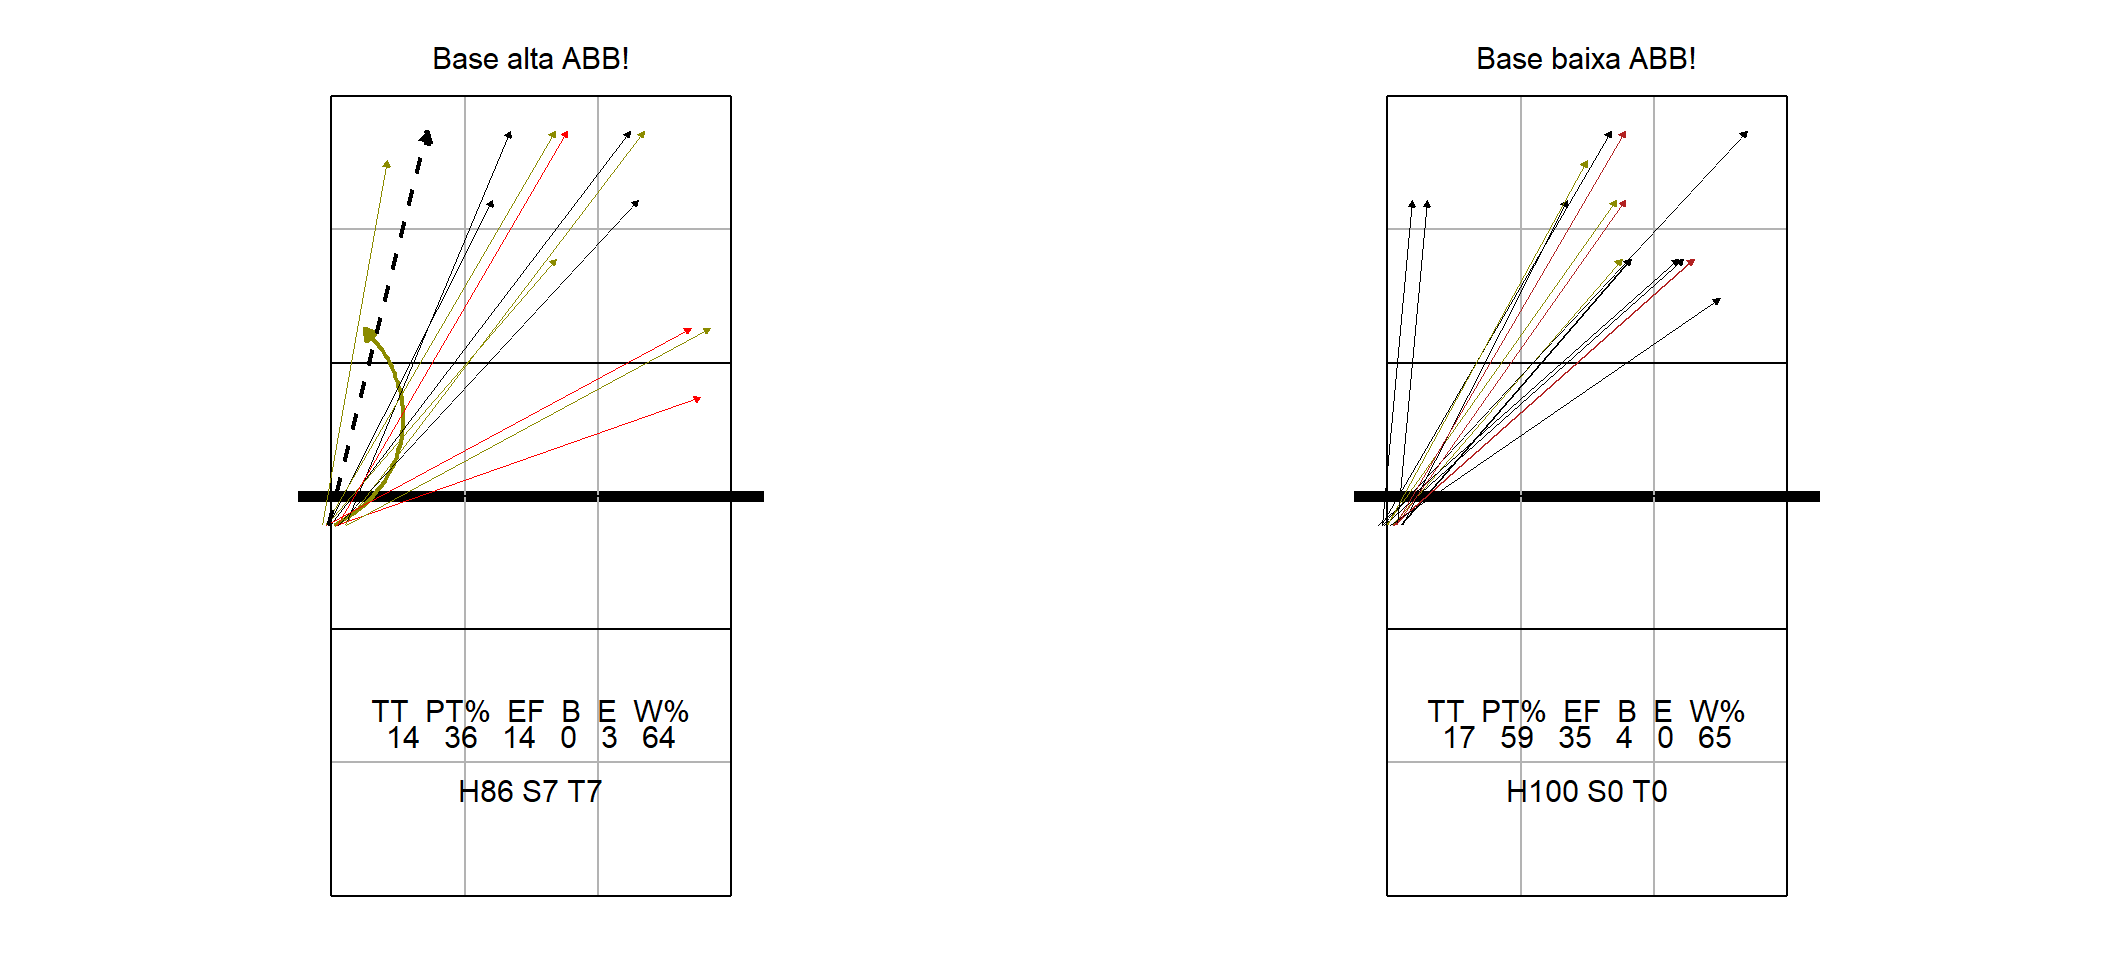 Base alta ABB!
TT PT% EF B E W%
14 36 14 0 3 64
H86 S7 T7
Base baixa ABB!
TT PT% EF B E W%
17 59 35 4 0 65
H100 S0 T0